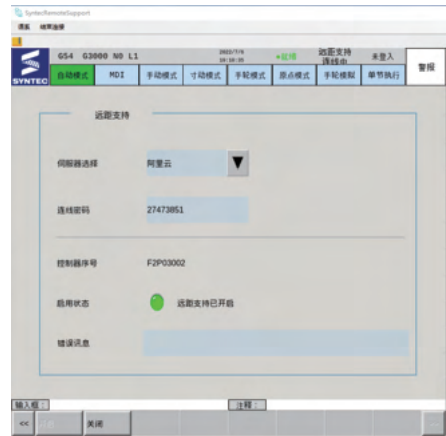 SyntecRemoteSupport
SYNTEC
G54 G3000 N0 L1
2022/7/6
远距支持
连线中
未登入
警报
自动模式 MDI 手动模式 寸动模式 手轮模式 原点模式 手轮模拟 单节执行
远距支持
伺服器选择 阿里云
连线密码 27473851
控制器序号 F2P03002
启用状态 远距支持已开启
错误讯息
输入框： 注释：
<< 关闭